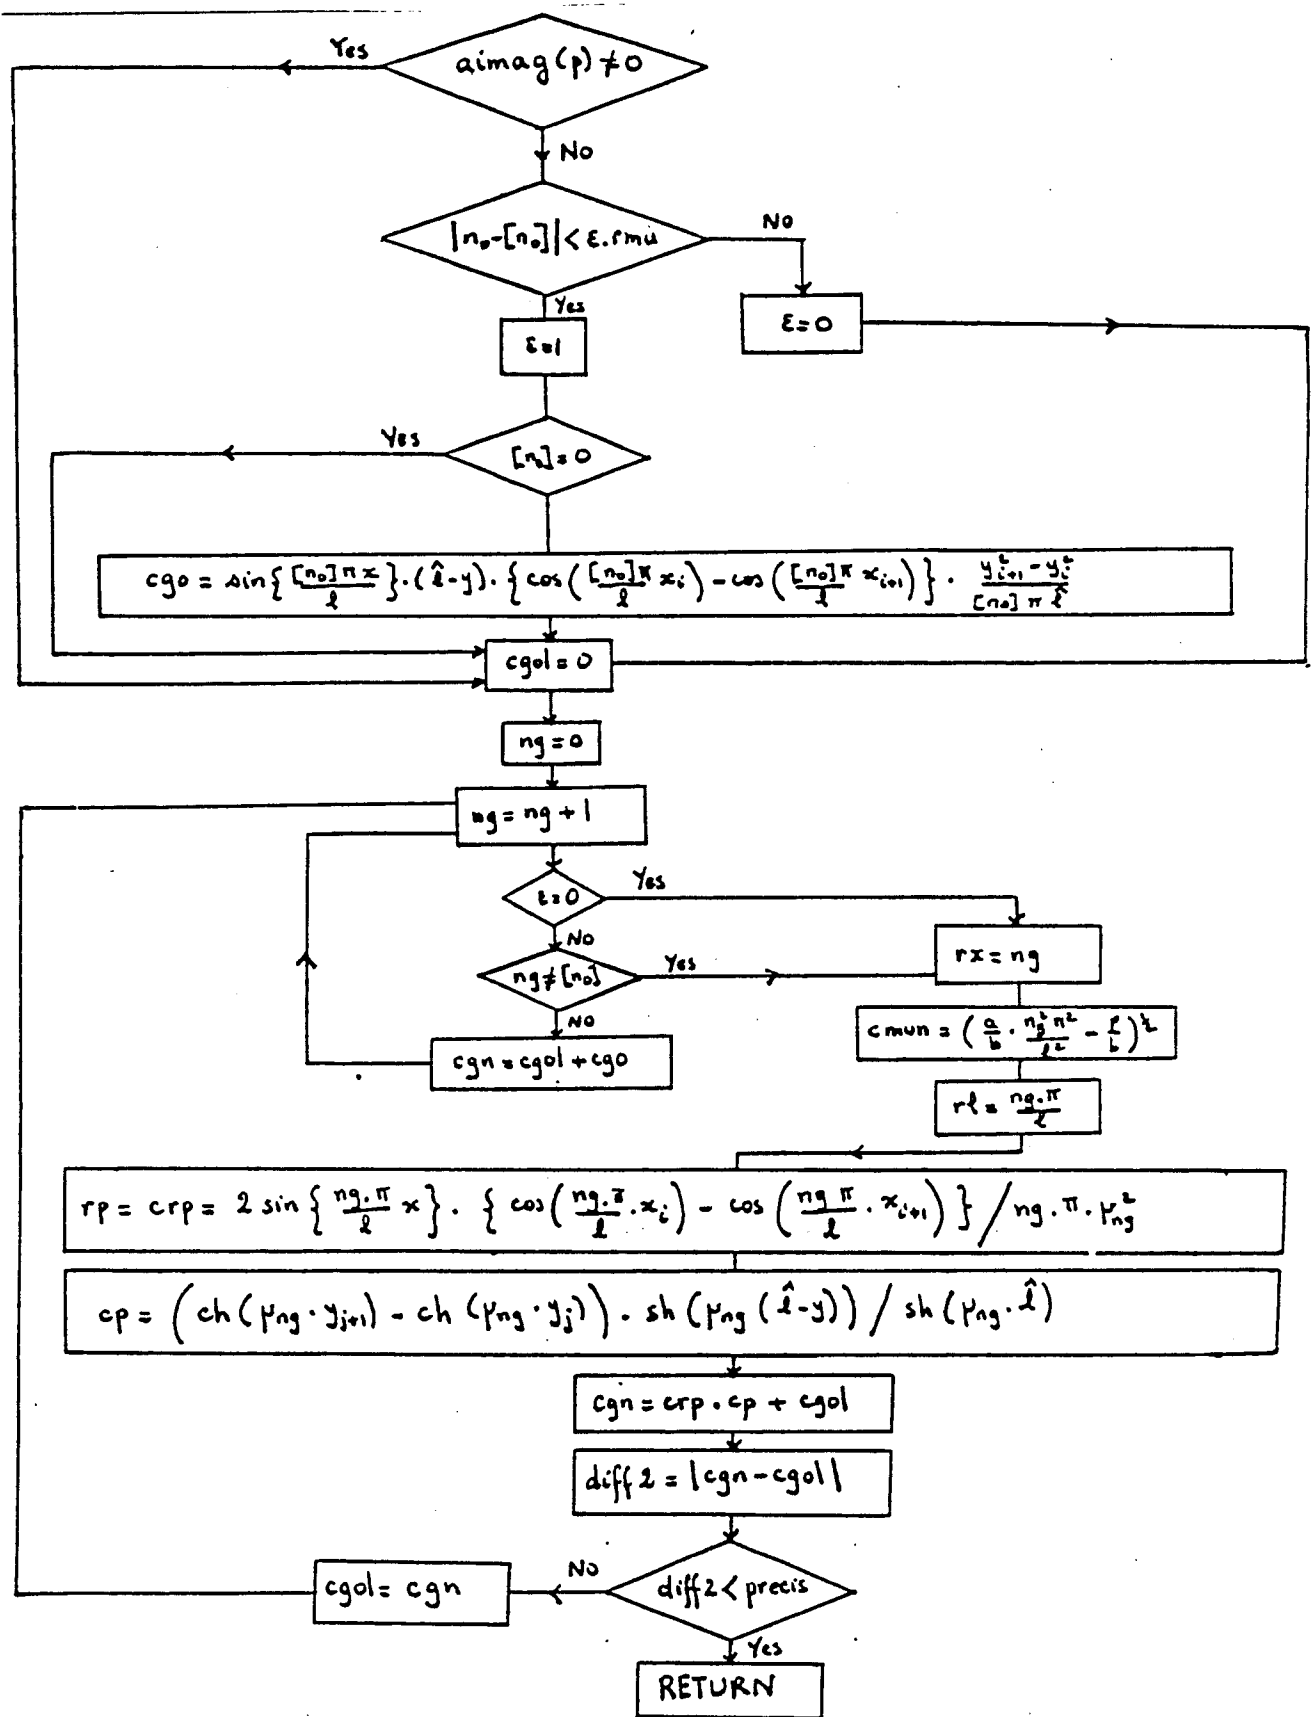 aimag(p) ≠ 0
Yes
NO
|n₀-[n₀]| < ε.rmu
NO
Yes
ε=1
ε=0
Yes
[n₀]=0
cgo = sin{[n₀]πx/l}.(l̂-y).{cos([n₀]π/l x_i) - cos([n₀]π/l x_{i+1})} . (y²_{i+1} - y²_i)/([n₀] π l̂)
cgol=0
ng=0
ng = ng + 1
ε=0
Yes
NO
ng≠[n₀]
Yes
NO
cgn = cgol + cgo
rx = ng
cmun = (a/b . n_g² π²/l² - p/b)^½
rl = ng.π/l
rp = crp = 2 sin{ng.π/l x}. {cos(ng.π/l .x_i) - cos(ng π/l . x_{i+1})} / ng.π.μ²_ng
cp = (ch(μ_ng . y_{j+1}) - ch(μ_ng . y_j)) . sh(μ_ng (l̂-y)) / sh(μ_ng . l̂)
cgn = crp . cp + cgol
diff2 = |cgn-cgol|
diff2 < precis
NO
cgol = cgn
Yes
RETURN